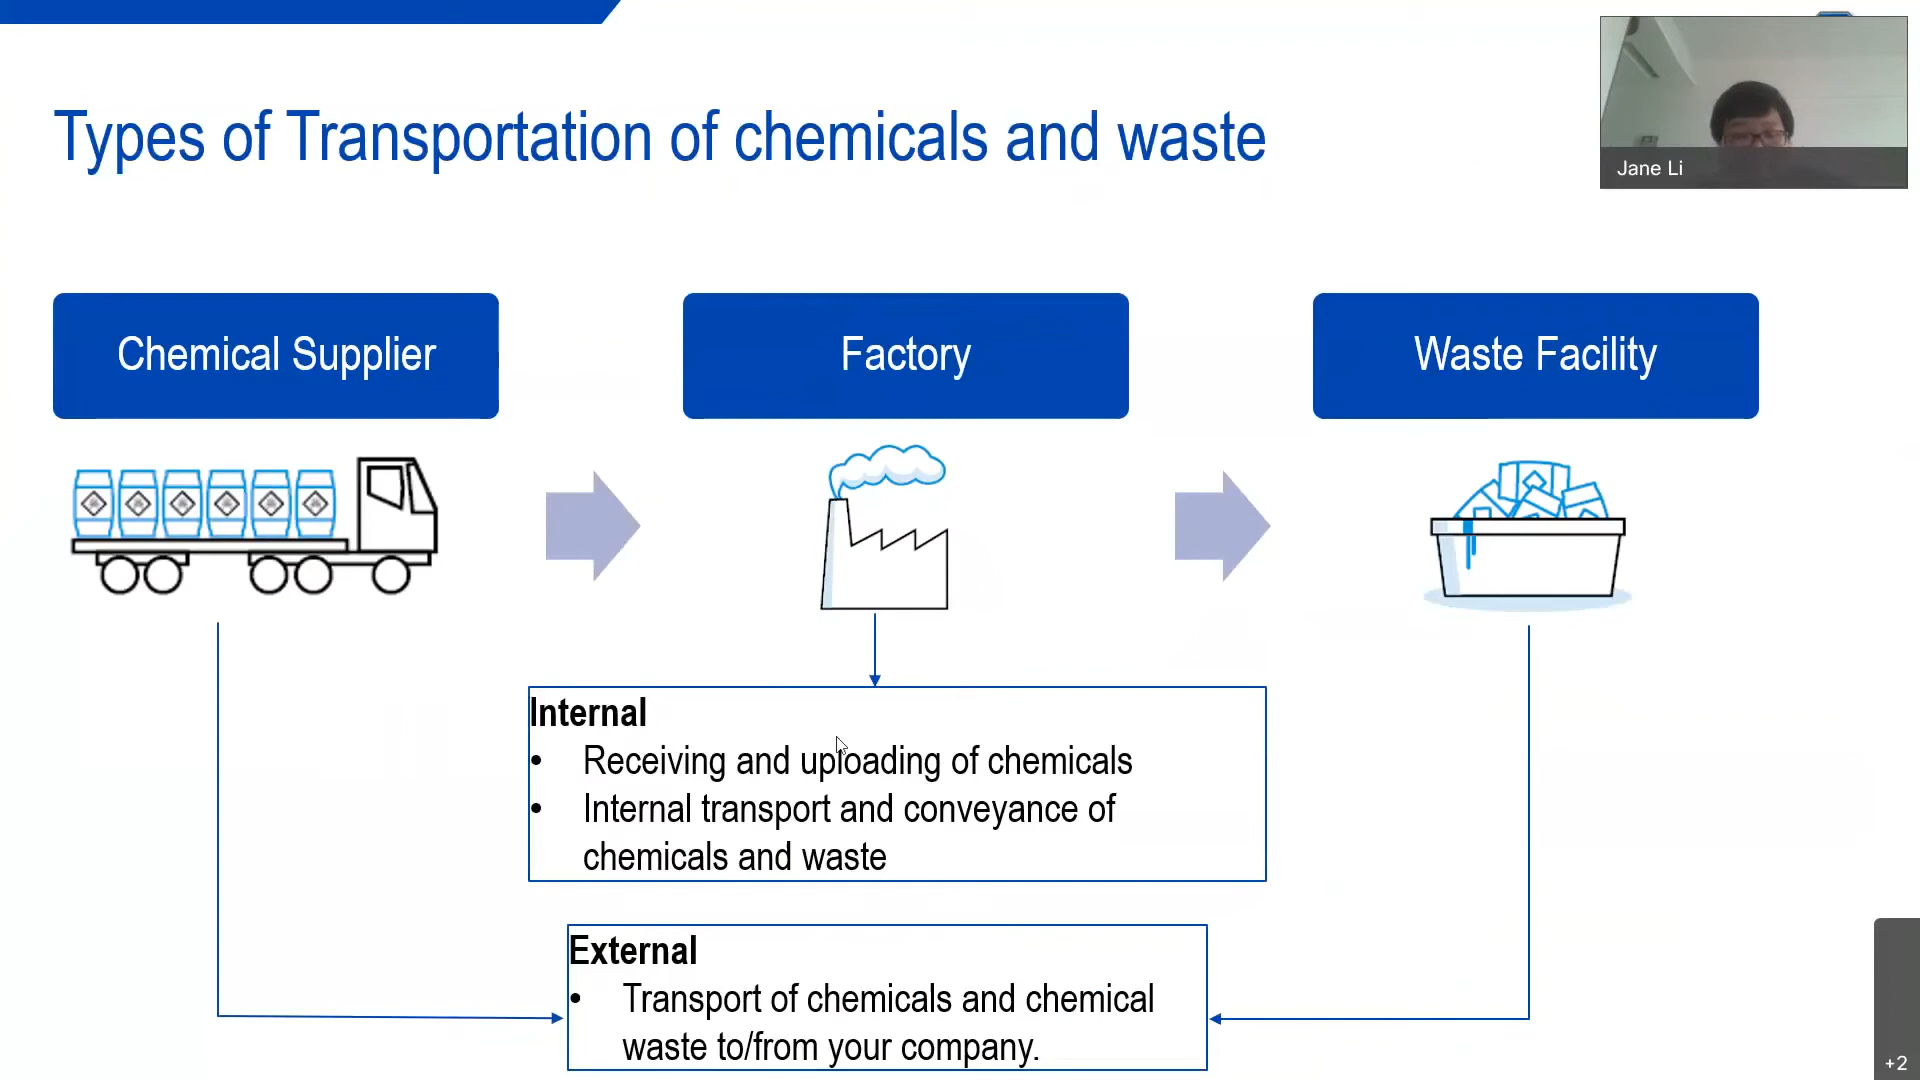 Types of Transportation of chemicals and waste
Jane Li
Chemical Supplier
Factory
Waste Facility
Internal
• Receiving and uploading of chemicals
• Internal transport and conveyance of
chemicals and waste
External
• Transport of chemicals and chemical
waste to/from your company.
+2